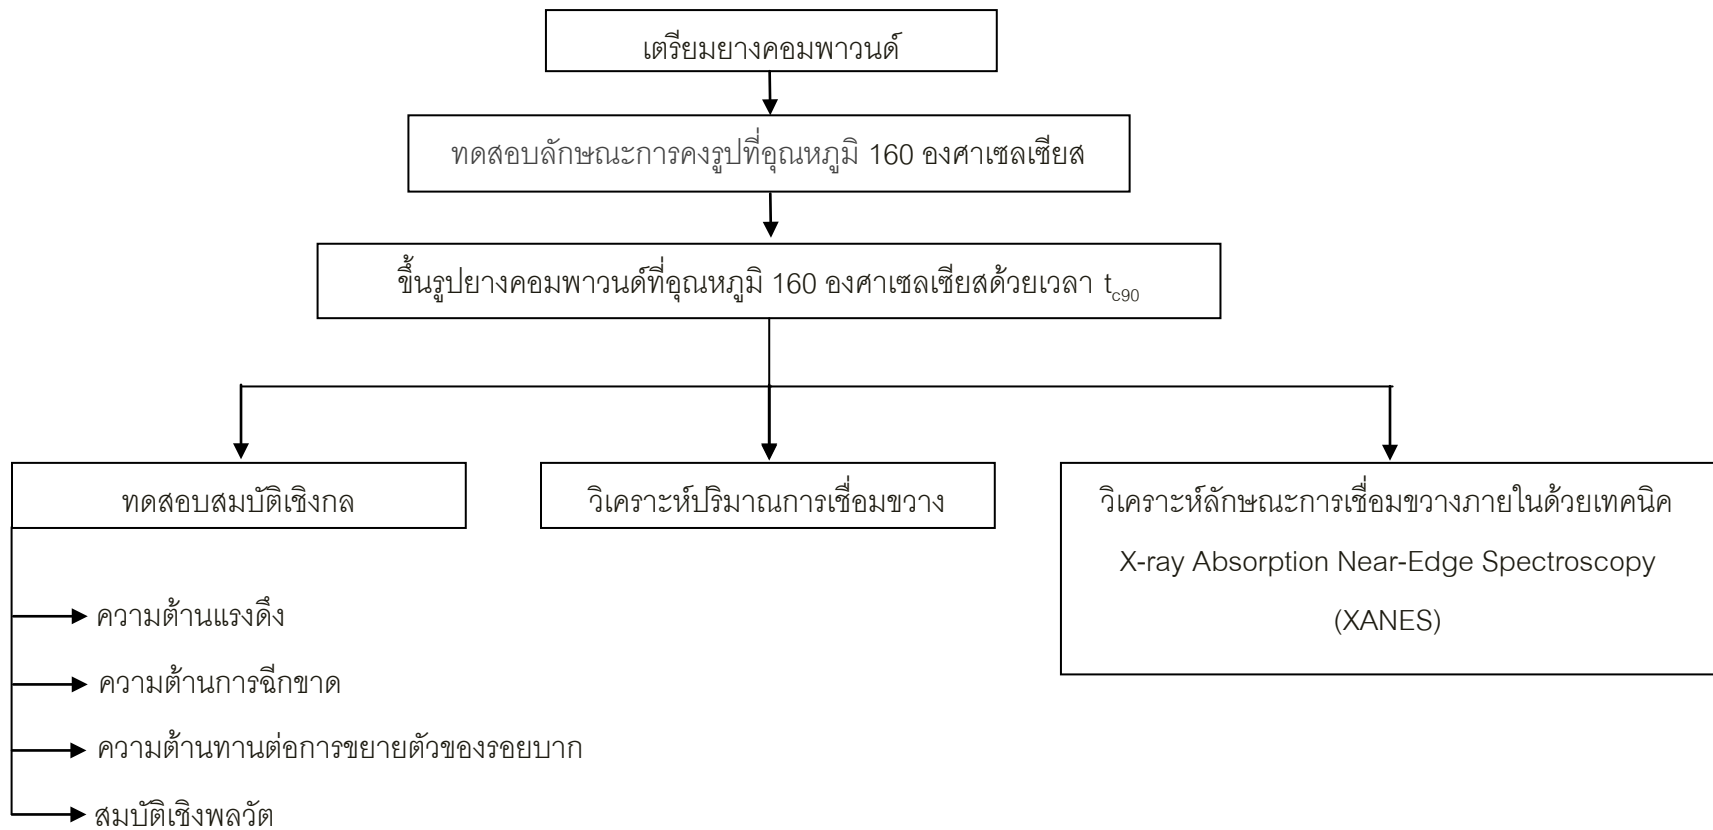 เตรียมยางคอมพาวนด์
ทดสอบลักษณะการคงรูปที่อุณหภูมิ 160 องศาเซลเซียส
ขึ้นรูปยางคอมพาวนด์ที่อุณหภูมิ 160 องศาเซลเซียสด้วยเวลา t_c90
ทดสอบสมบัติเชิงกล
ความต้านแรงดึง
ความต้านการฉีกขาด
ความต้านทานต่อการขยายตัวของรอยบาก
สมบัติเชิงพลวัต
วิเคราะห์ปริมาณการเชื่อมขวาง
วิเคราะห์ลักษณะการเชื่อมขวางภายในด้วยเทคนิค
X-ray Absorption Near-Edge Spectroscopy
(XANES)